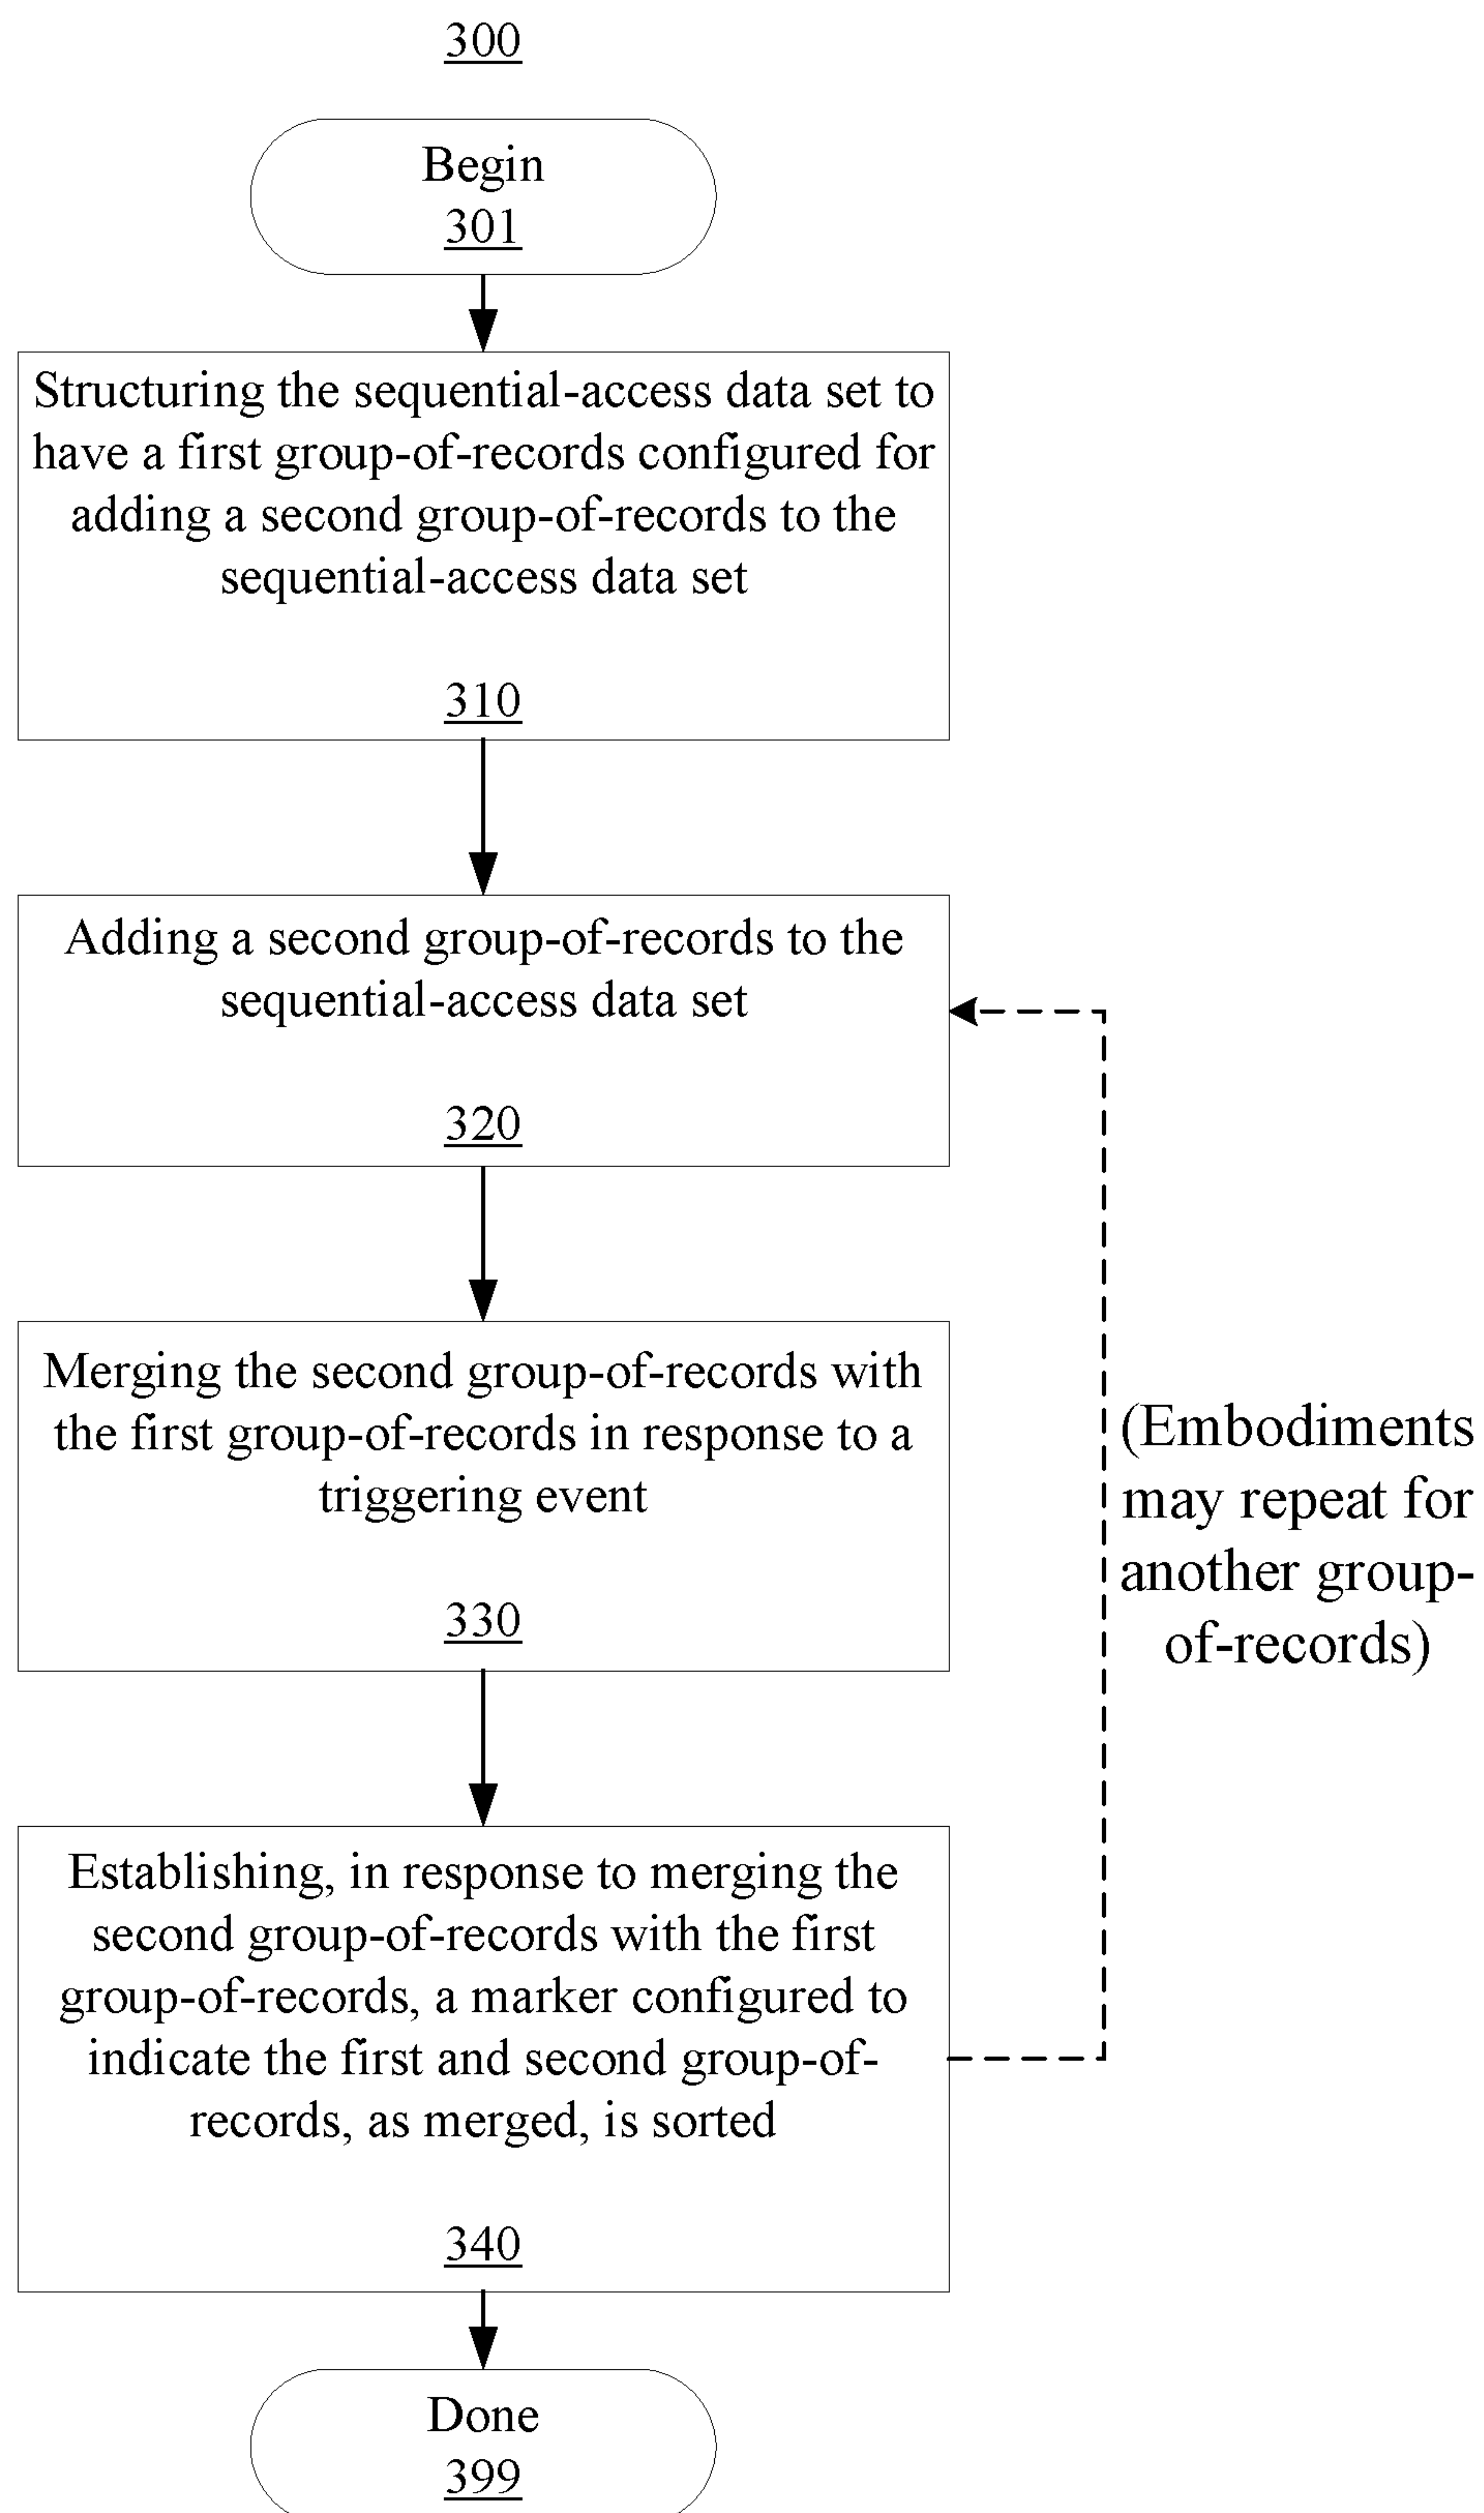 300
Begin
301
Structuring the sequential-access data set to
have a first group-of-records configured for
adding a second group-of-records to the
sequential-access data set
310
Adding a second group-of-records to the
sequential-access data set
320
Merging the second group-of-records with
the first group-of-records in response to a
triggering event
330
(Embodiments
may repeat for
another group-
of-records)
Establishing, in response to merging the
second group-of-records with the first
group-of-records, a marker configured to
indicate the first and second group-of-
records, as merged, is sorted
340
Done
399